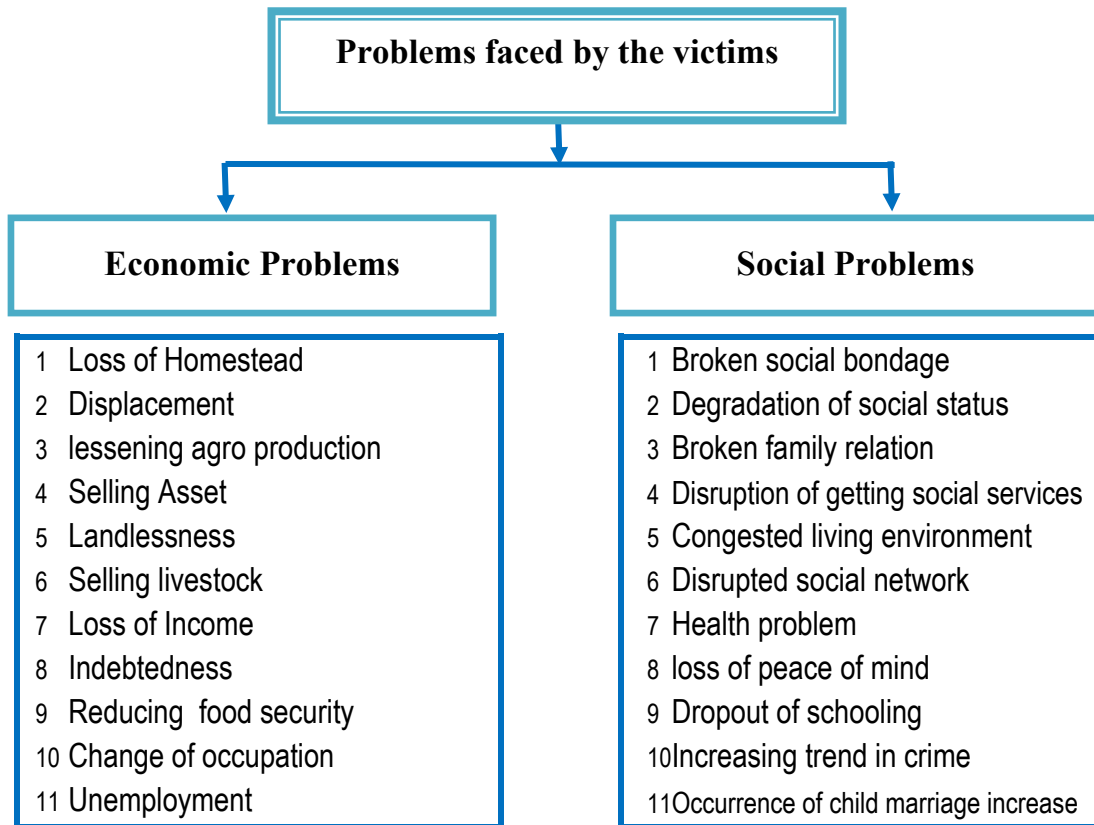 Problems faced by the victims
Economic Problems
1 Loss of Homestead
2 Displacement
3 lessening agro production
4 Selling Asset
5 Landlessness
6 Selling livestock
7 Loss of Income
8 Indebtedness
9 Reducing food security
10 Change of occupation
11 Unemployment
Social Problems
1 Broken social bondage
2 Degradation of social status
3 Broken family relation
4 Disruption of getting social services
5 Congested living environment
6 Disrupted social network
7 Health problem
8 loss of peace of mind
9 Dropout of schooling
10Increasing trend in crime
11Occurrence of child marriage increase